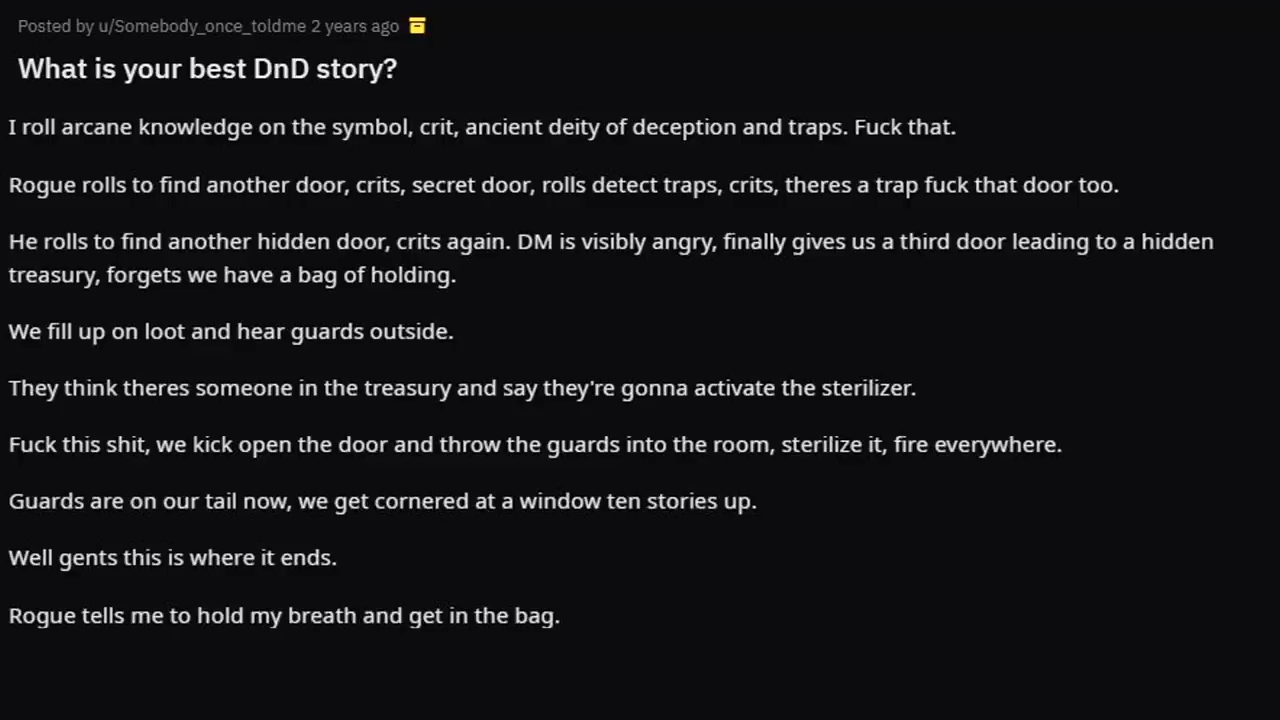 Posted by u/Somebody_once_toldme 2 years ago
What is your best DnD story?
I roll arcane knowledge on the symbol, crit, ancient deity of deception and traps. Fuck that.
Rogue rolls to find another door, crits, secret door, rolls detect traps, crits, theres a trap fuck that door too.
He rolls to find another hidden door, crits again. DM is visibly angry, finally gives us a third door leading to a hidden
treasury, forgets we have a bag of holding.
We fill up on loot and hear guards outside.
They think theres someone in the treasury and say they're gonna activate the sterilizer.
Fuck this shit, we kick open the door and throw the guards into the room, sterilize it, fire everywhere.
Guards are on our tail now, we get cornered at a window ten stories up.
Well gents this is where it ends.
Rogue tells me to hold my breath and get in the bag.